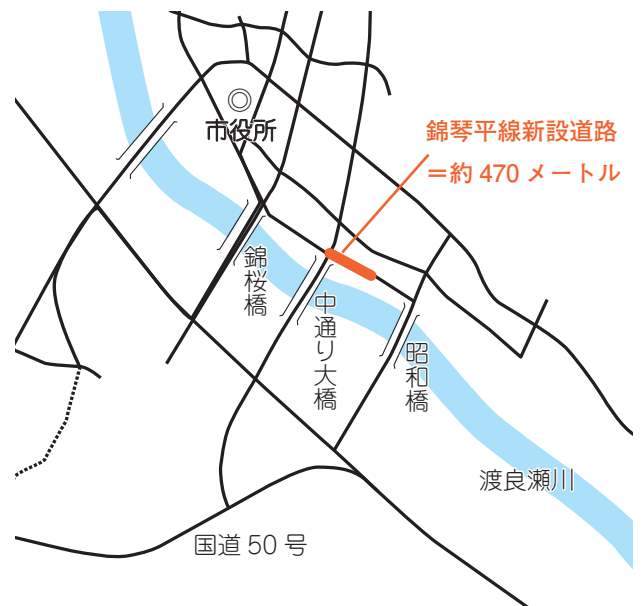 市役所
錦琴平線新設道路
＝約 470 メートル
錦桜橋
中通り大橋
昭和橋
渡良瀬川
国道 50 号